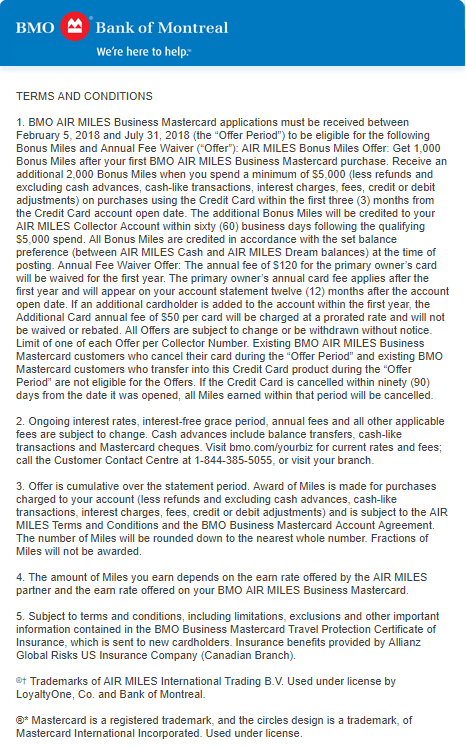 BMO Bank of Montreal
We're here to help.™
TERMS AND CONDITIONS
1. BMO AIR MILES Business Mastercard applications must be received between
February 5, 2018 and July 31, 2018 (the “Offer Period”) to be eligible for the following
Bonus Miles and Annual Fee Waiver (“Offer”): AIR MILES Bonus Miles Offer: Get 1,000
Bonus Miles after your first BMO AIR MILES Business Mastercard purchase. Receive an
additional 2,000 Bonus Miles when you spend a minimum of $5,000 (less refunds and
excluding cash advances, cash-like transactions, interest charges, fees, credit or debit
adjustments) on purchases using the Credit Card within the first three (3) months from
the Credit Card account open date. The additional Bonus Miles will be credited to your
AIR MILES Collector Account within sixty (60) business days following the qualifying
$5,000 spend. All Bonus Miles are credited in accordance with the set balance
preference (between AIR MILES Cash and AIR MILES Dream balances) at the time of
posting. Annual Fee Waiver Offer: The annual fee of $120 for the primary owner’s card
will be waived for the first year. The primary owner’s annual card fee applies after the
first year and will appear on your account statement twelve (12) months after the account
open date. If an additional cardholder is added to the account within the first year, the
Additional Card annual fee of $50 per card will be charged at a prorated rate and will not
be waived or rebated. All Offers are subject to change or be withdrawn without notice.
Limit of one of each Offer per Collector Number. Existing BMO AIR MILES Business
Mastercard customers who cancel their card during the “Offer Period” and existing BMO
Mastercard customers who transfer into this Credit Card product during the “Offer
Period” are not eligible for the Offers. If the Credit Card is cancelled within ninety (90)
days from the date it was opened, all Miles earned within that period will be cancelled.
2. Ongoing interest rates, interest-free grace period, annual fees and all other applicable
fees are subject to change. Cash advances include balance transfers, cash-like
transactions and Mastercard cheques. Visit bmo.com/yourbiz for current rates and fees;
call the Customer Contact Centre at 1-844-385-5055, or visit your branch.
3. Offer is cumulative over the statement period. Award of Miles is made for purchases
charged to your account (less refunds and excluding cash advances, cash-like
transactions, interest charges, fees, credit or debit adjustments) and is subject to the AIR
MILES Terms and Conditions and the BMO Business Mastercard Account Agreement.
The number of Miles will be rounded down to the nearest whole number. Fractions of
Miles will not be awarded.
4. The amount of Miles you earn depends on the earn rate offered by the AIR MILES
partner and the earn rate offered on your BMO AIR MILES Business Mastercard.
5. Subject to terms and conditions, including limitations, exclusions and other important
information contained in the BMO Business Mastercard Travel Protection Certificate of
Insurance, which is sent to new cardholders. Insurance benefits provided by Allianz
Global Risks US Insurance Company (Canadian Branch).
®† Trademarks of AIR MILES International Trading B.V. Used under license by
LoyaltyOne, Co. and Bank of Montreal.
®* Mastercard is a registered trademark, and the circles design is a trademark, of
Mastercard International Incorporated. Used under license.